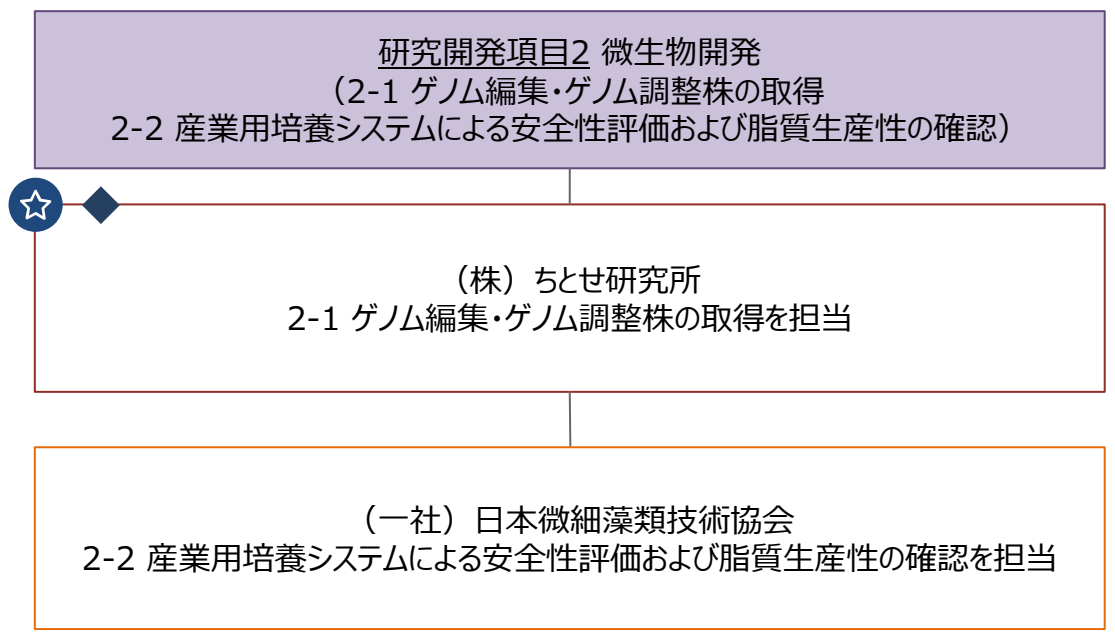 研究開発項目2 微生物開発
（2-1 ゲノム編集・ゲノム調整株の取得
2-2 産業用培養システムによる安全性評価および脂質生産性の確認）
（株）ちとせ研究所
2-1 ゲノム編集・ゲノム調整株の取得を担当
（一社）日本微細藻類技術協会
2-2 産業用培養システムによる安全性評価および脂質生産性の確認を担当